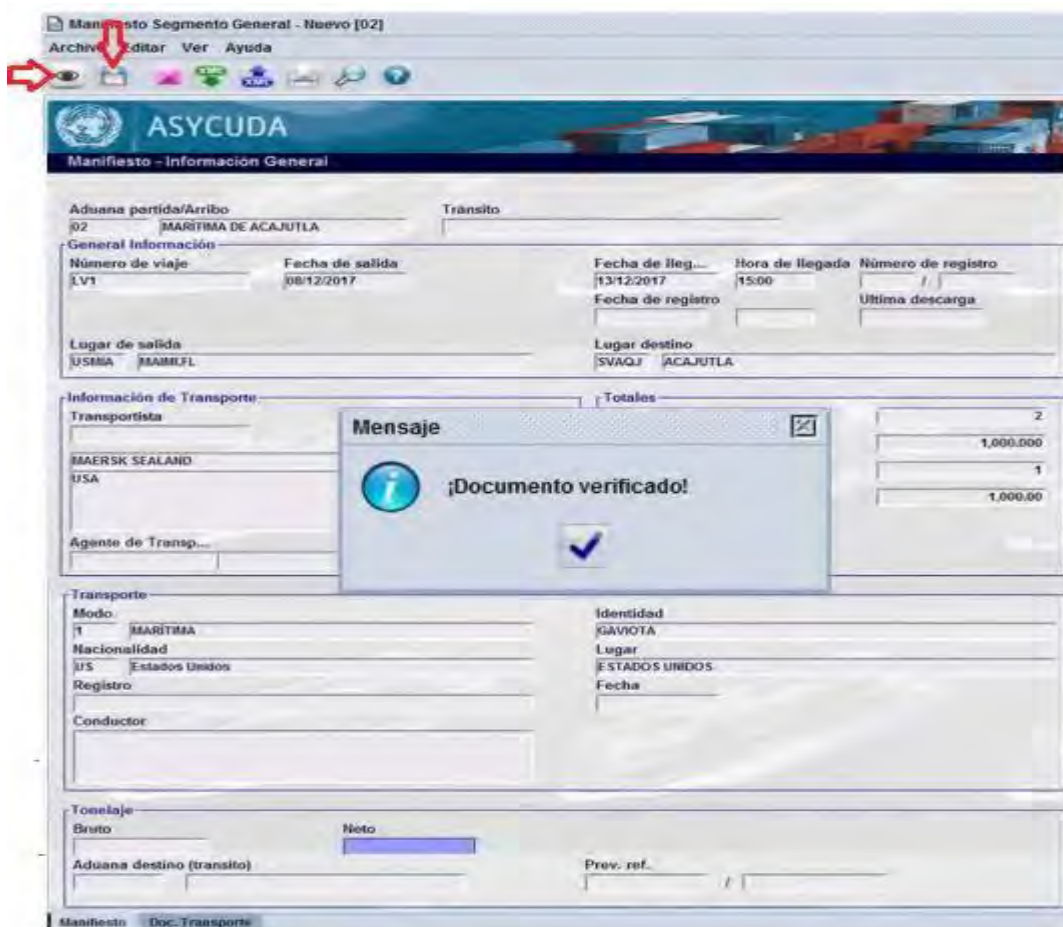 Manifiesto Segmento General - Nuevo [02]
Archivo Editar Ver Ayuda
XML XML
ASYCUDA
Manifiesto - Información General
Aduana partida/Arribo Tránsito
02 MARÍTIMA DE ACAJUTLA
General Información
Número de viaje Fecha de salida Fecha de lleg... Hora de llegada Número de registro
LV1 08/12/2017 13/12/2017 15:00 /
Fecha de registro Ultima descarga
Lugar de salida Lugar destino
USMIA SVAQJ ACAJUTLA
Información de Transporte Totales
Transportista 2
1,000.000
MAERSK SEALAND 1
USA 1,000.00
Mensaje
¡Documento verificado!
Agente de Transp...
Transporte
Modo Identidad
1 MARÍTIMA GAVIOTA
Nacionalidad Lugar
US Estados Unidos ESTADOS UNIDOS
Registro Fecha
Conductor
Tonelaje
Bruto Neto
Aduana destino (transito) Prev. ref.
/
Manifiesto Doc. Transporte